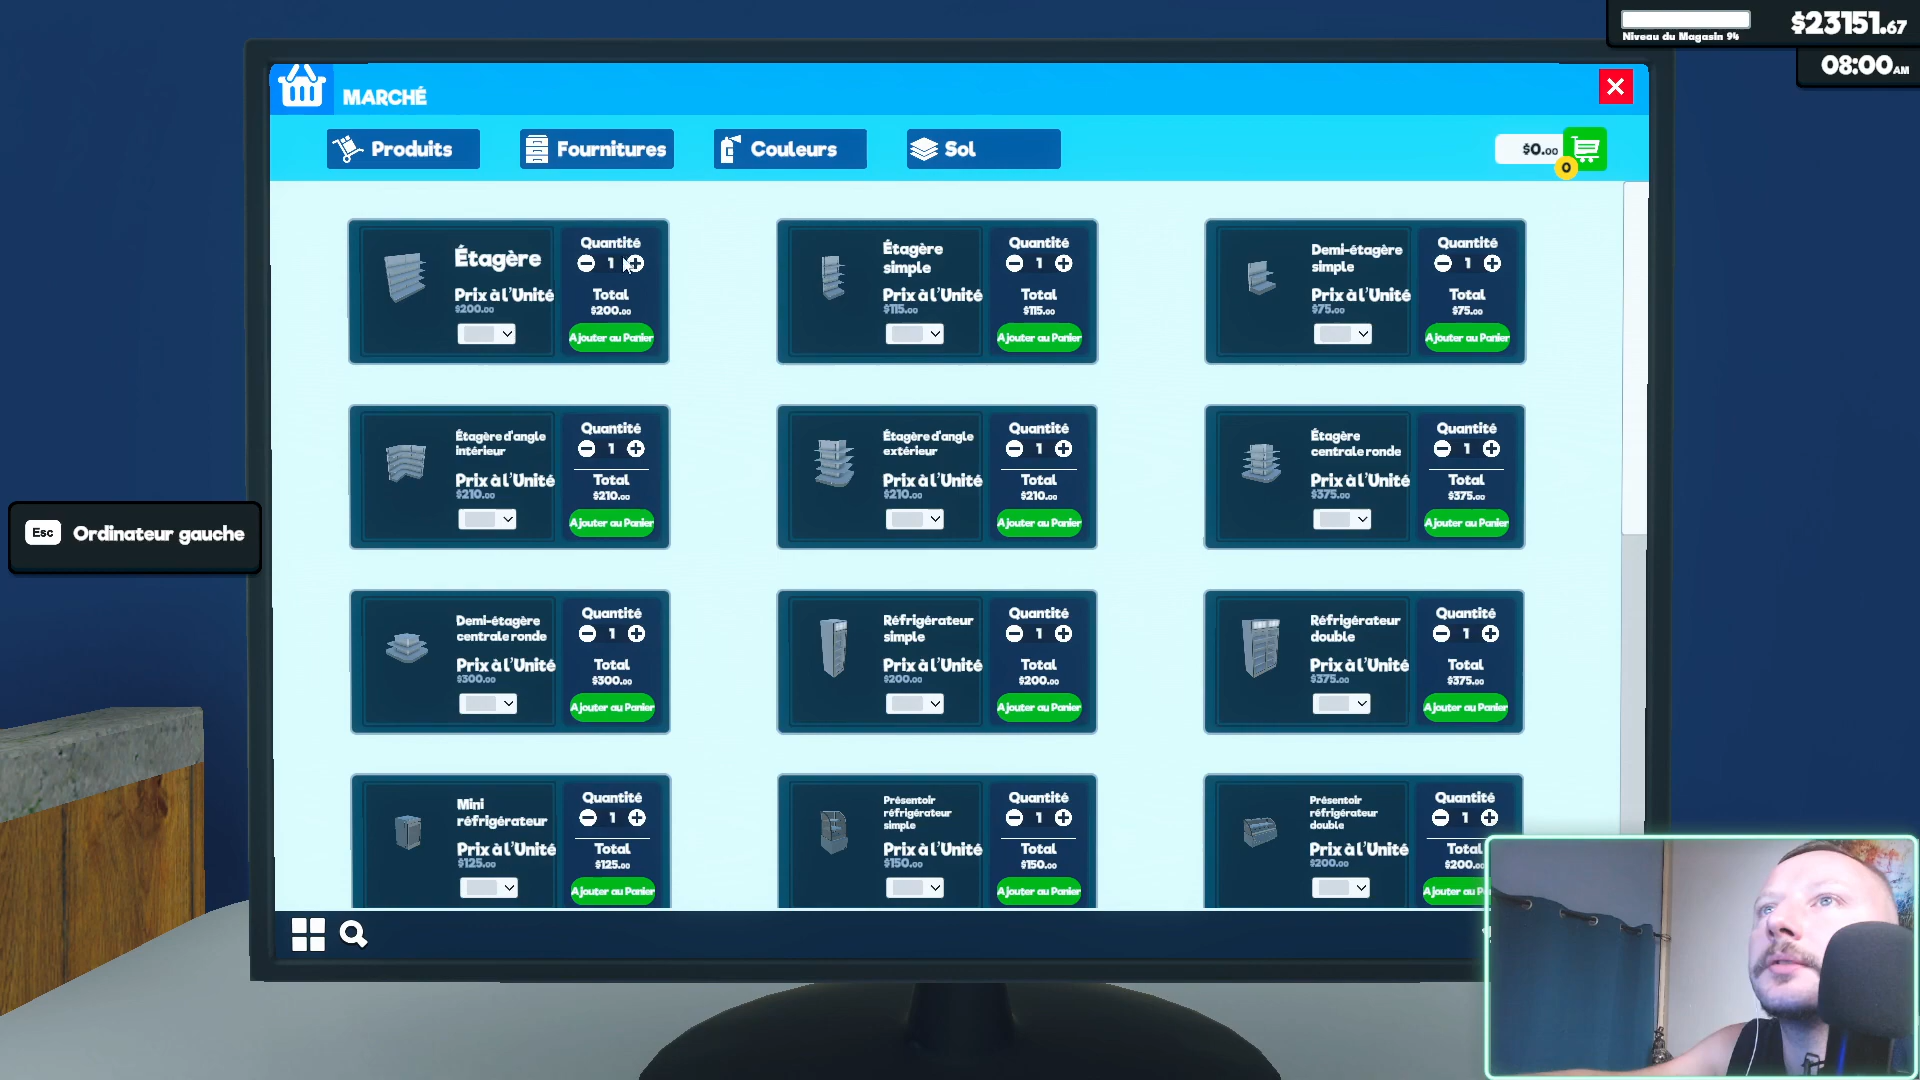 $23151.67
Niveau du Magasin 94
08:00AM
MARCHÉ
Produits
Fournitures
Couleurs
Sol
$0.00
0
Étagère
Prix à l'Unité
$200.00
Quantité
1
Total
$200.00
Ajouter au Panier
Étagère
simple
Prix à l'Unité
$115.00
Quantité
1
Total
$115.00
Ajouter au Panier
Demi-étagère
simple
Prix à l'Unité
$75.00
Quantité
1
Total
$75.00
Ajouter au Panier
Étagère d'angle
intérieur
Prix à l'Unité
$210.00
Quantité
1
Total
$210.00
Ajouter au Panier
Étagère d'angle
extérieur
Prix à l'Unité
$210.00
Quantité
1
Total
$210.00
Ajouter au Panier
Étagère
centrale ronde
Prix à l'Unité
$375.00
Quantité
1
Total
$375.00
Ajouter au Panier
Esc
Ordinateur gauche
Demi-étagère
centrale ronde
Prix à l'Unité
$300.00
Quantité
1
Total
$300.00
Ajouter au Panier
Réfrigérateur
simple
Prix à l'Unité
$200.00
Quantité
1
Total
$200.00
Ajouter au Panier
Réfrigérateur
double
Prix à l'Unité
$375.00
Quantité
1
Total
$375.00
Ajouter au Panier
Mini
réfrigérateur
Prix à l'Unité
$125.00
Quantité
1
Total
$125.00
Ajouter au Panier
Présentoir
réfrigérateur
simple
Prix à l'Unité
$150.00
Quantité
1
Total
$150.00
Ajouter au Panier
Présentoir
réfrigérateur
double
Prix à l'Unité
$200.00
Quantité
1
Total
$200.00
Ajouter au P